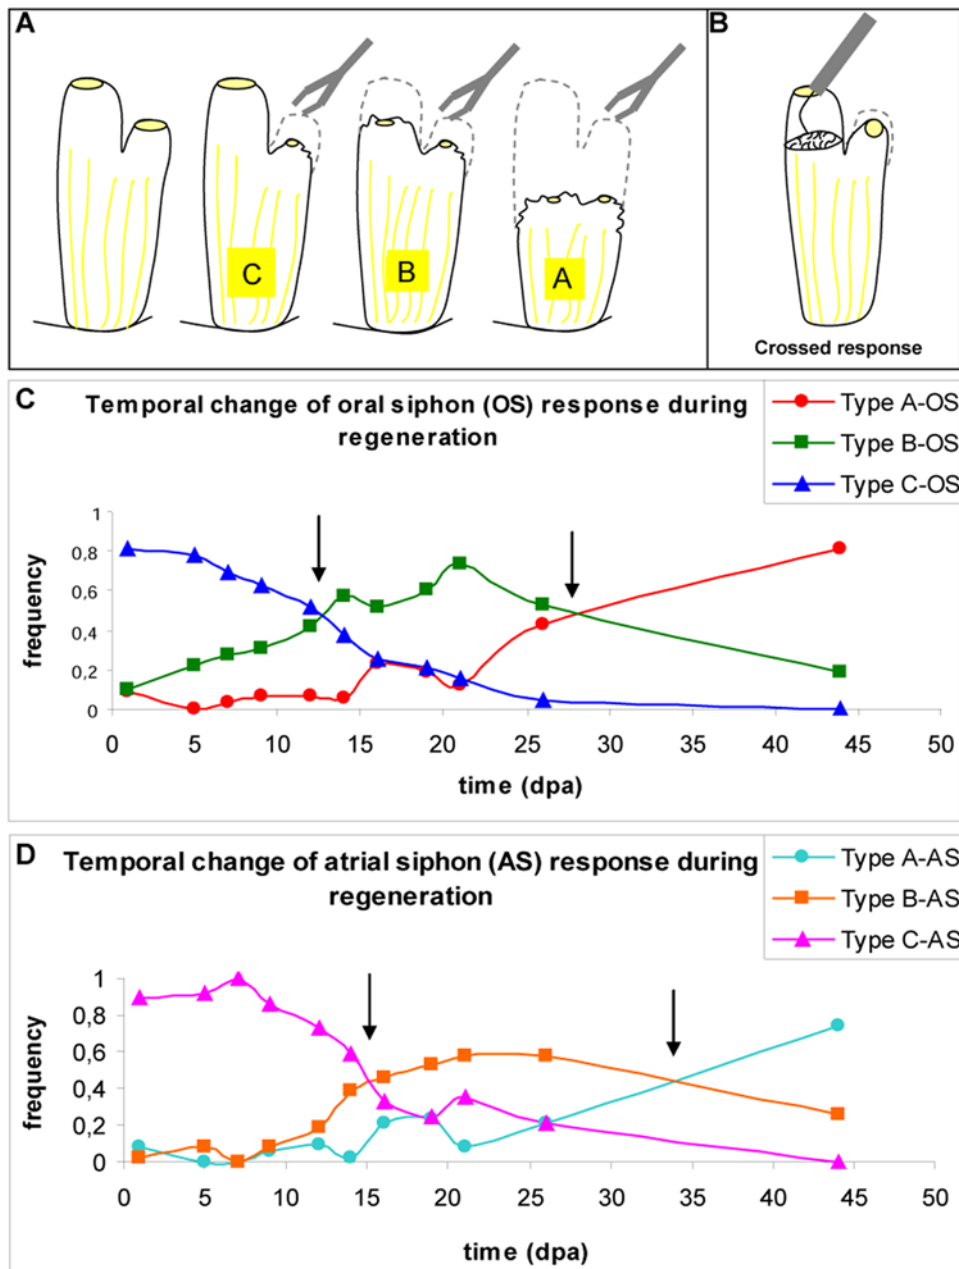 A
B
C
B
A
Crossed response
C
Temporal change of oral siphon (OS) response during
regeneration
Type A-OS
Type B-OS
Type C-OS
1
0,8
0,6
0,4
0,2
0
frequency
0 5 10 15 20 25 30 35 40 45 50
time (dpa)
D
Temporal change of atrial siphon (AS) response during
regeneration
Type A-AS
Type B-AS
Type C-AS
1
0,8
0,6
0,4
0,2
0
frequency
0 5 10 15 20 25 30 35 40 45 50
time (dpa)